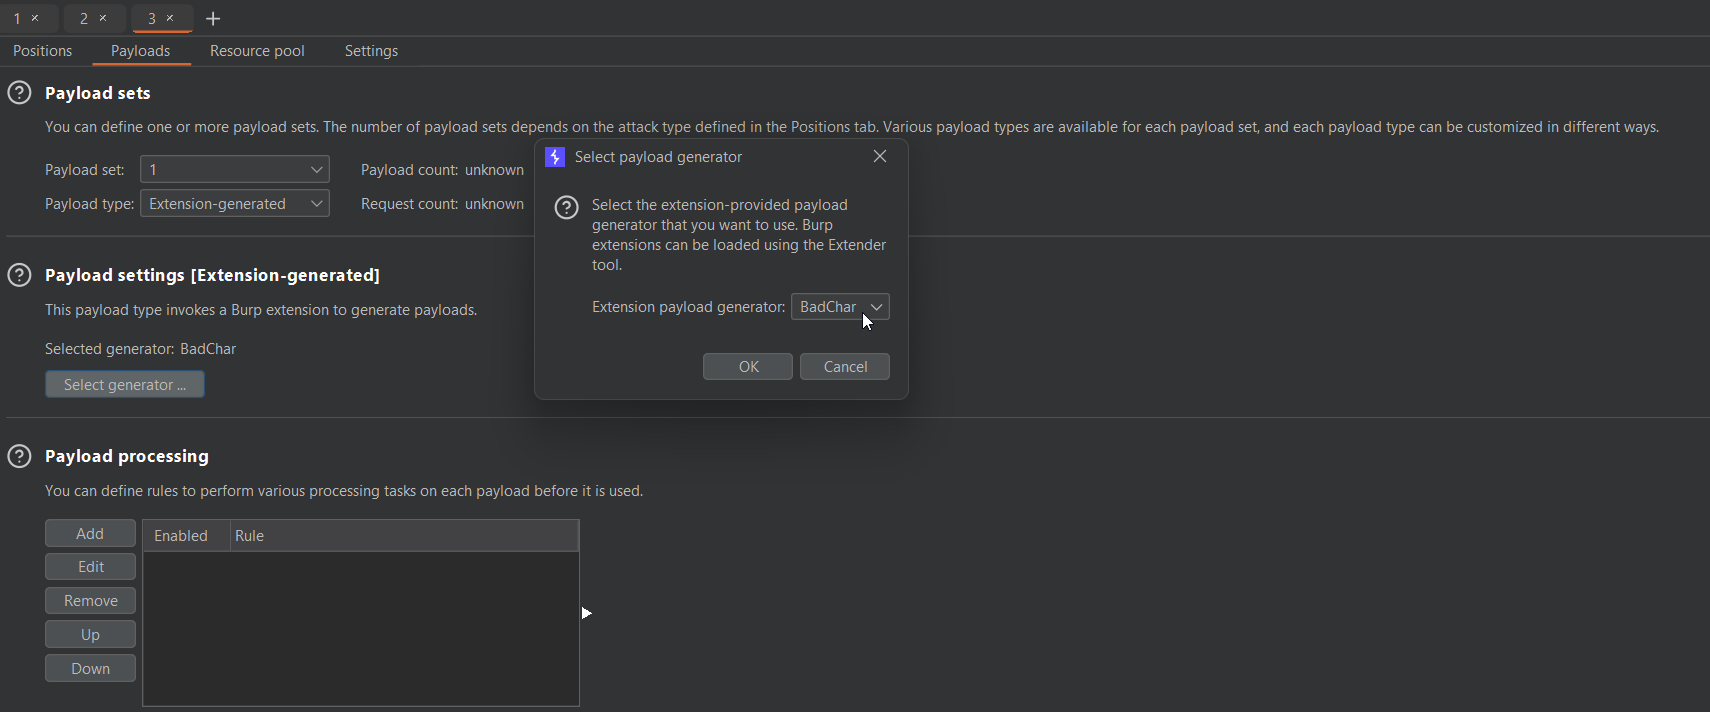 1 × 2 × 3 × +
Positions Payloads Resource pool Settings
? Payload sets
You can define one or more payload sets. The number of payload sets depends on the attack type defined in the Positions tab. Various payload types are available for each payload set, and each payload type can be customized in different ways.
Payload set: 1 Payload count: unknown
Payload type: Extension-generated Request count: unknown
? Payload settings [Extension-generated]
This payload type invokes a Burp extension to generate payloads.
Selected generator: BadChar
Select generator ...
Select payload generator
? Select the extension-provided payload
generator that you want to use. Burp
extensions can be loaded using the Extender
tool.
Extension payload generator: BadChar
OK Cancel
? Payload processing
You can define rules to perform various processing tasks on each payload before it is used.
Add
Edit
Remove
Up
Down
Enabled Rule